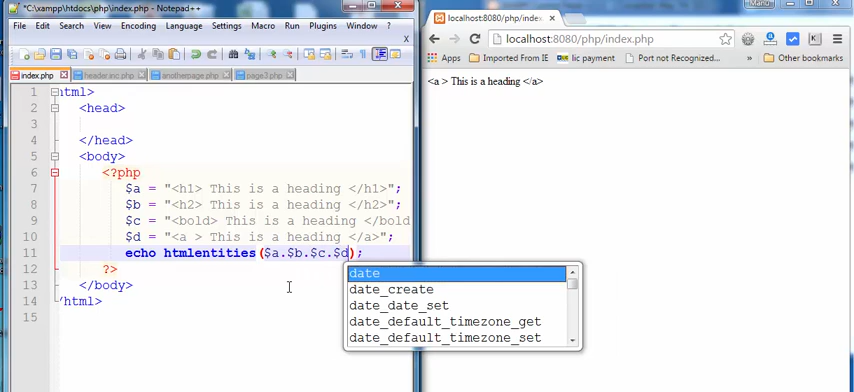 *C:\xampp\htdocs\php\index.php - Notepad++
File Edit Search View Encoding Language Settings Macro Run Plugins Window ?
X
index.php header.inc.php anotherpage.php page3.php
1 html>
2 <head>
3
4 </head>
5 <body>
6 <?php
7 $a = "<h1> This is a heading </h1>";
8 $b = "<h2> This is a heading </h2>";
9 $c = "<bold> This is a heading </bold
10 $d = "<a > This is a heading </a>";
11 echo htmlentities($a.$b.$c.$d);
12 ?>
13 </body>
14 /html>
15
date
date_create
date_date_set
date_default_timezone_get
date_default_timezone_set
Manu
localhost:8080/php/index.
localhost:8080/php/index.php
Apps Imported From IE lic payment Port not Recognized... » Other bookmarks
<a > This is a heading </a>